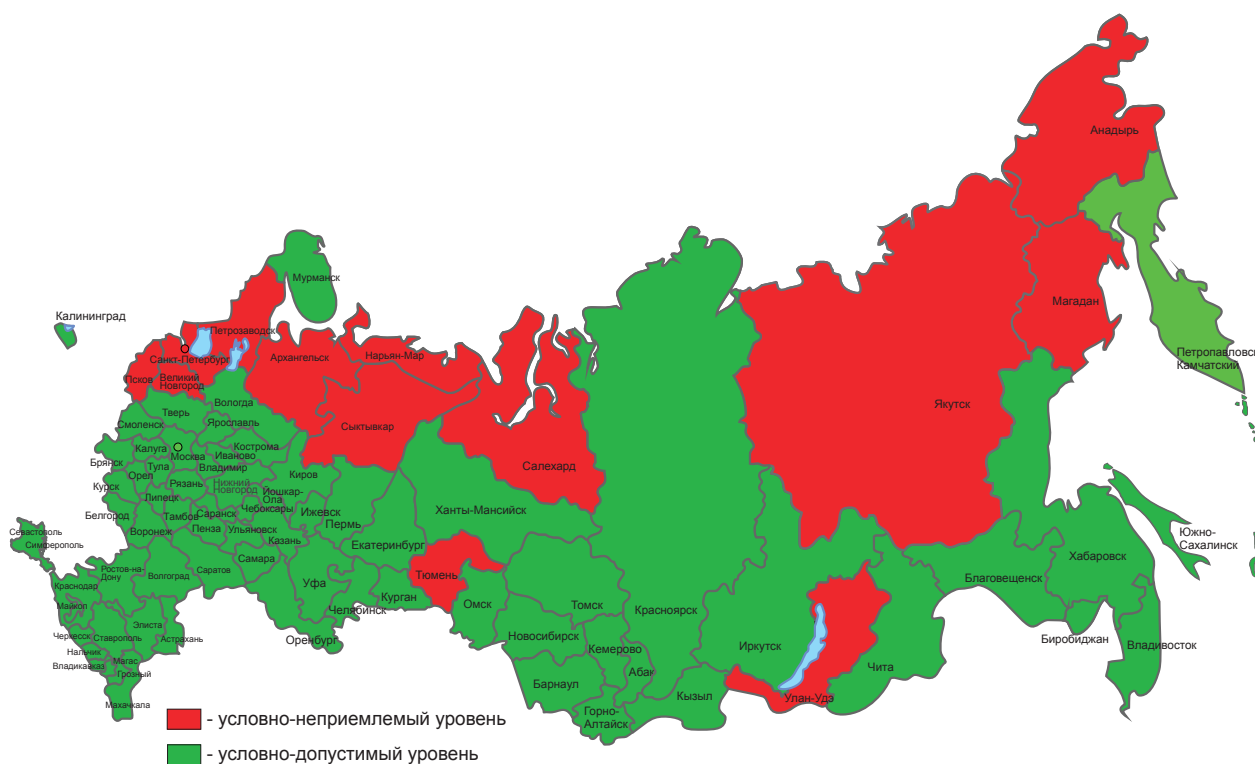 Анадырь
Мурманск
Магадан
Калининград
Петрозаводск
Санкт-Петербург
Архангельск
Нарьян-Мар
Петропавловск-
Камчатский
Псков
Великий
Новгород
Вологда
Якутск
Тверь
Ярославль
Смоленск
Сыктывкар
Кострома
Калуга
Москва
Иваново
Брянск
Тула
Владимир
Салехард
Орел
Рязань
Нижний
Новгород
Киров
Курск
Липецк
Йошкар-
Ола
Ханты-Мансийск
Белгород
Тамбов
Саранск
Чебоксары
Ижевск
Севастополь
Воронеж
Пенза
Ульяновск
Пермь
Симферополь
Казань
Екатеринбург
Южно-
Сахалинск
Хабаровск
Самара
Ростов-на-
Дону
Волгоград
Саратов
Тюмень
Благовещенск
Краснодар
Уфа
Курган
Майкоп
Челябинск
Омск
Томск
Красноярск
Элиста
Черкесск
Ставрополь
Астрахань
Оренбург
Новосибирск
Биробиджан
Нальчик
Кемерово
Иркутск
Владивосток
Владикавказ
Магас
Грозный
Барнаул
Абак
Чита
Кызыл
Улан-Удэ
Махачкала
Горно-
Алтайск
- условно-неприемлемый уровень
- условно-допустимый уровень